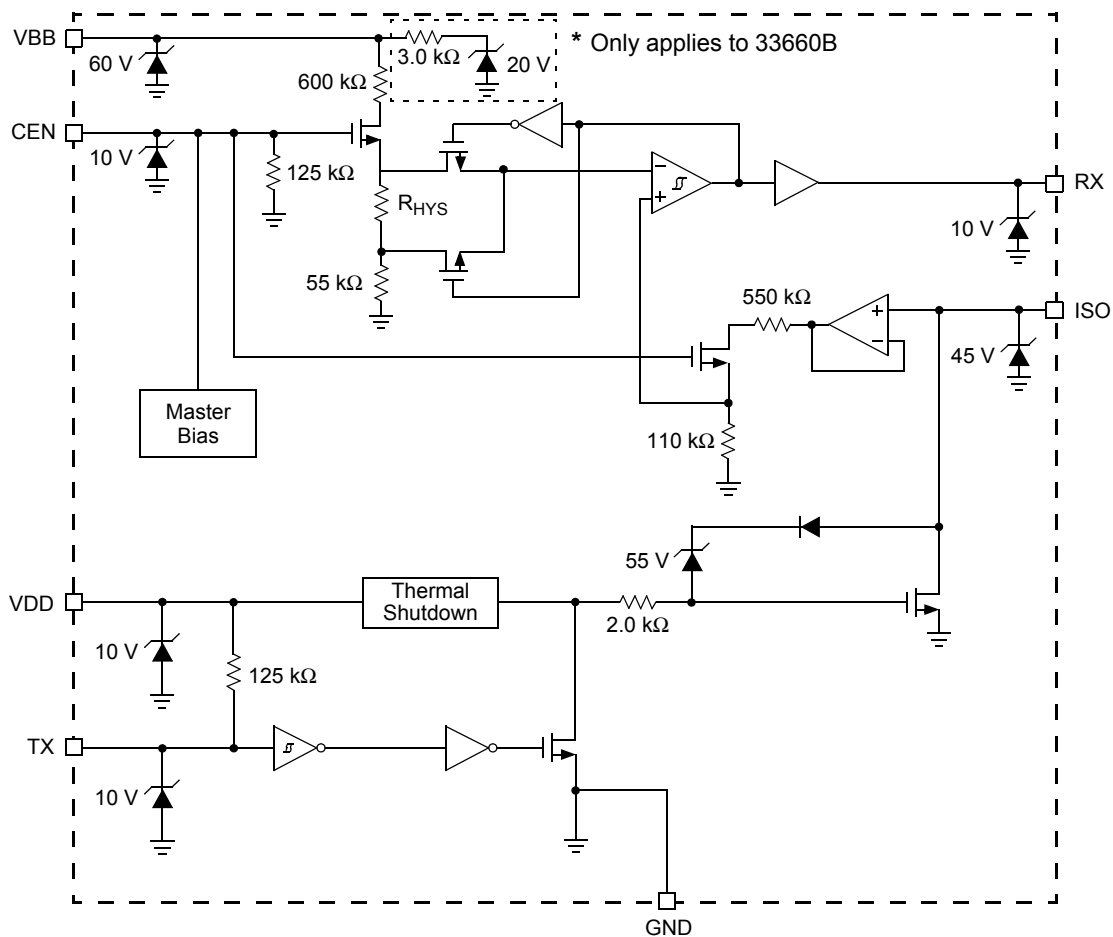 VBB
60 V
3.0 kΩ
20 V
* Only applies to 33660B
600 kΩ
CEN
10 V
125 kΩ
RHYS
55 kΩ
-
+
RX
10 V
550 kΩ
+
-
ISO
45 V
Master
Bias
110 kΩ
55 V
VDD
Thermal
Shutdown
2.0 kΩ
10 V
125 kΩ
TX
10 V
GND